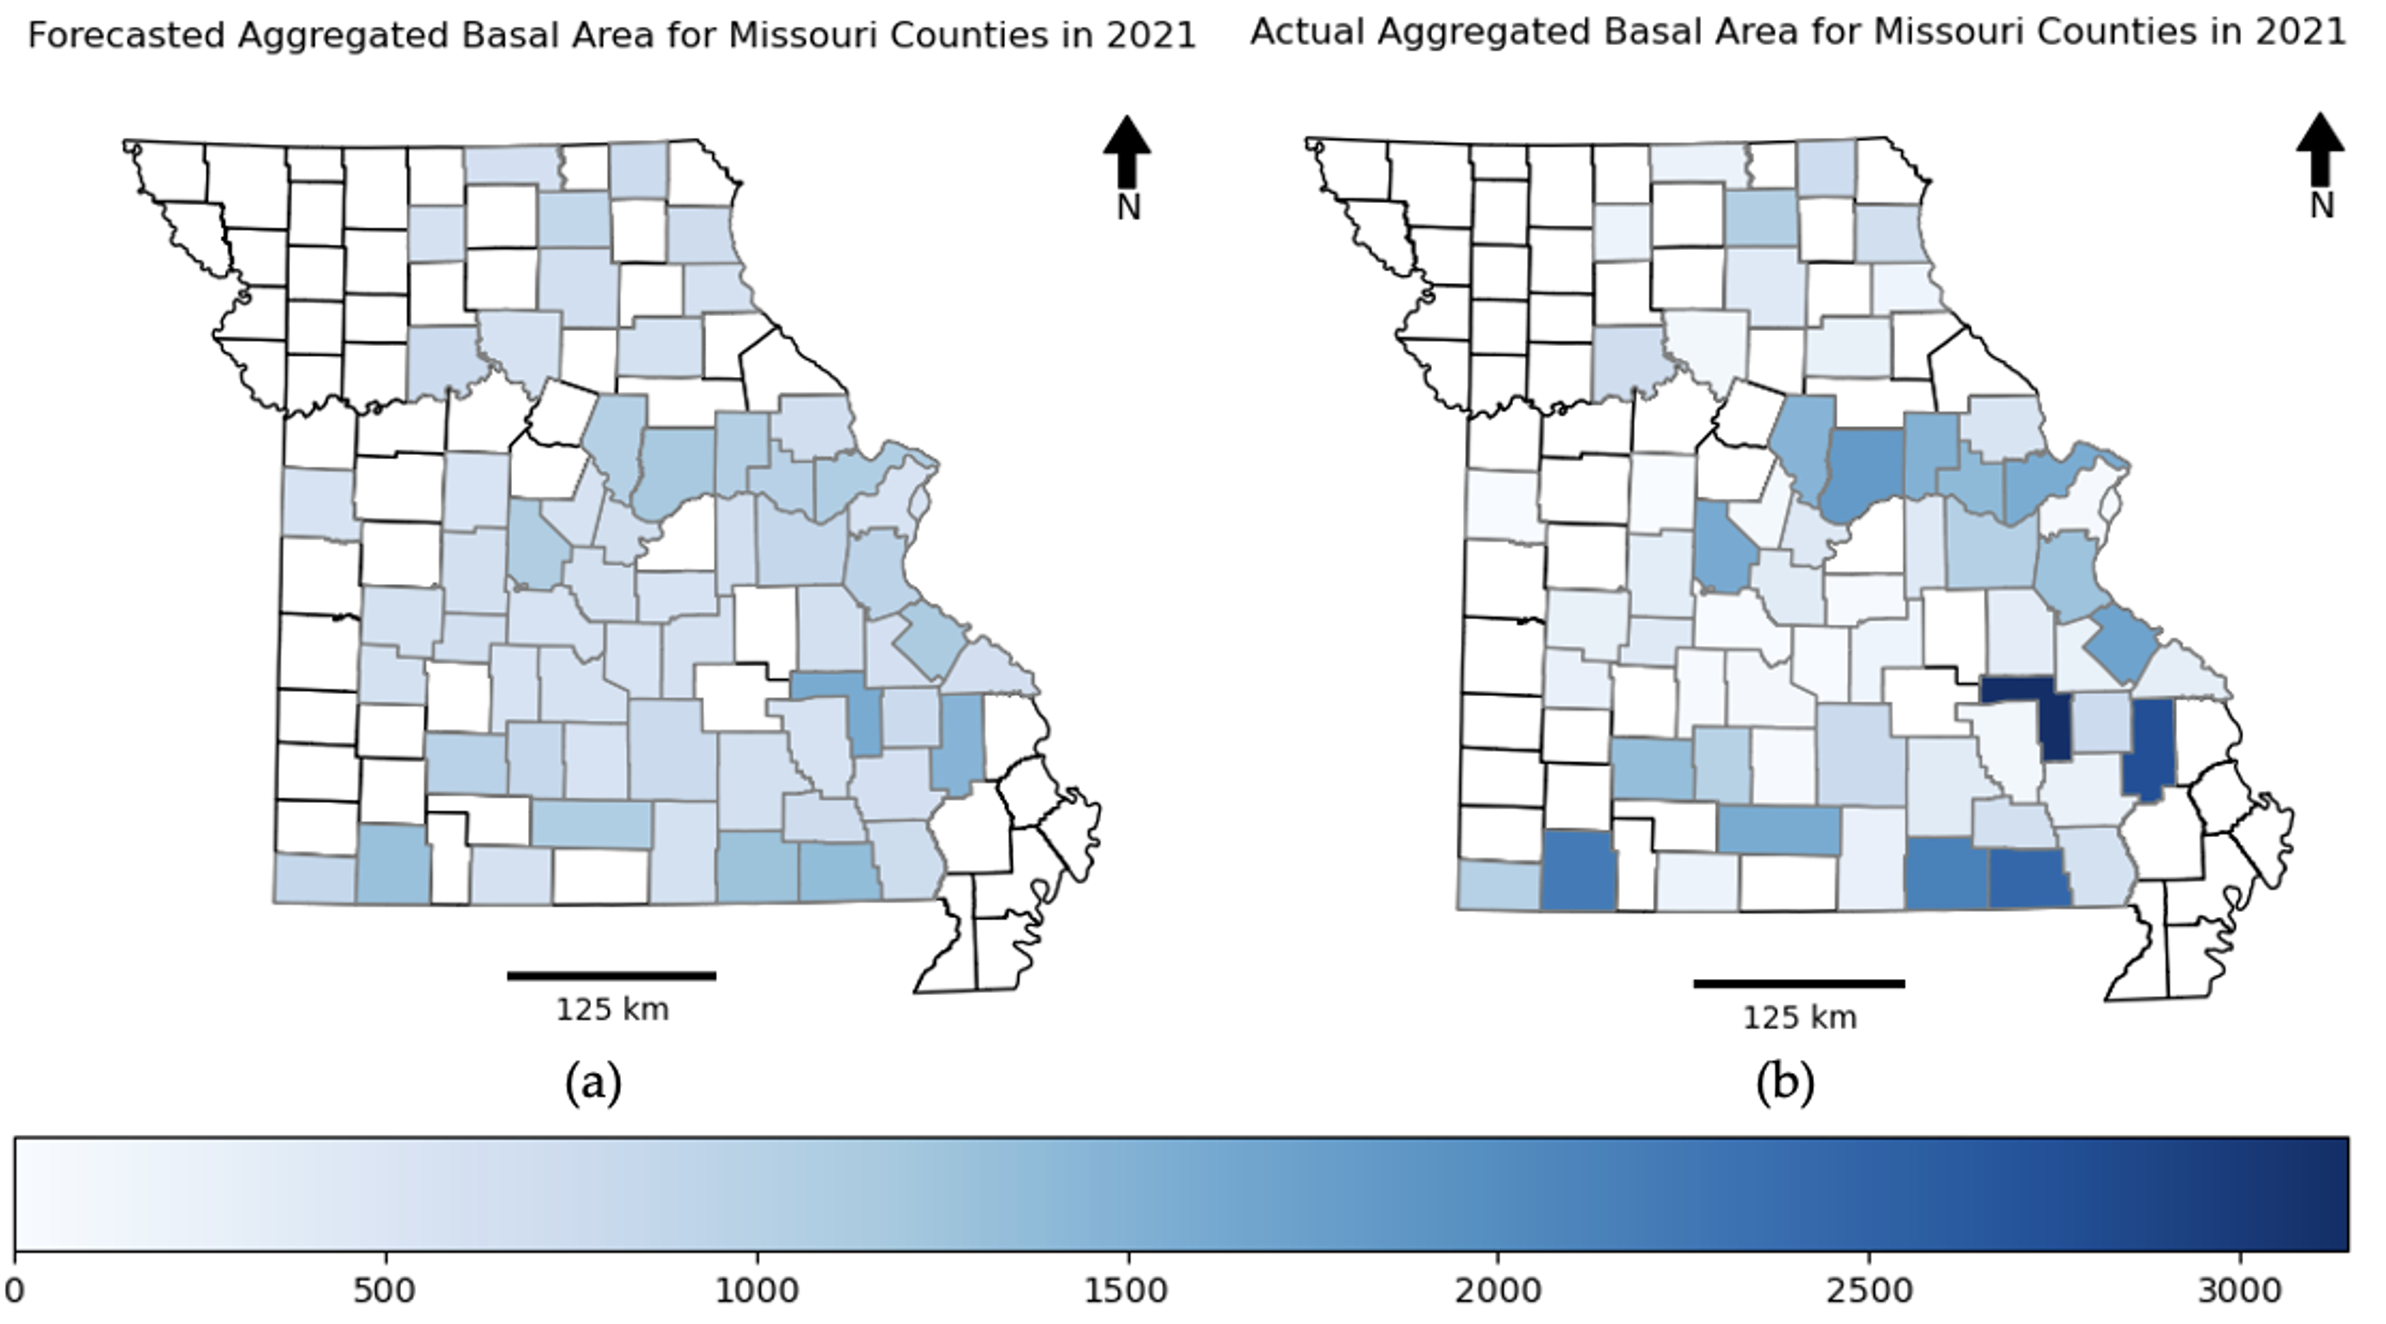 Forecasted Aggregated Basal Area for Missouri Counties in 2021
Actual Aggregated Basal Area for Missouri Counties in 2021
N
N
125 km
125 km
(a)
(b)
0 500 1000 1500 2000 2500 3000